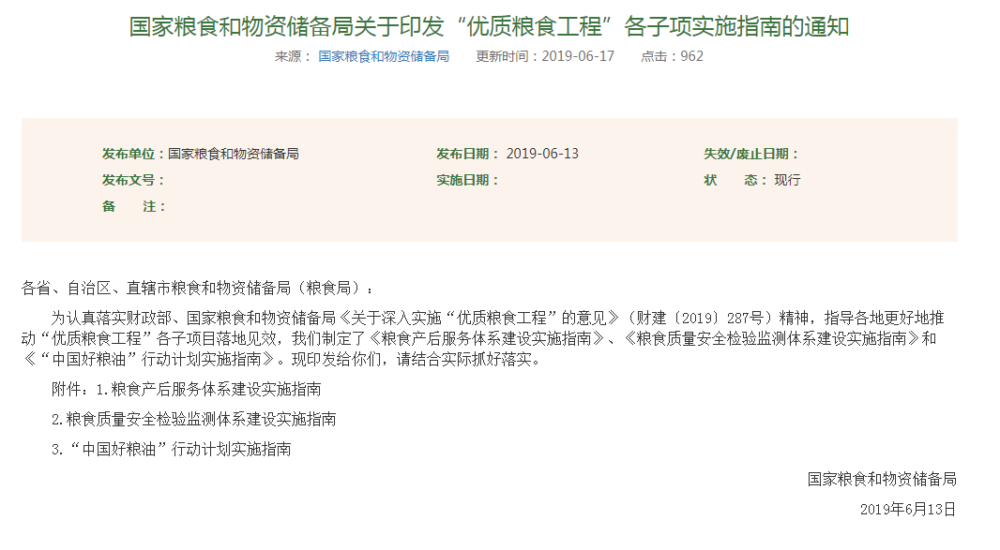 国家粮食和物资储备局关于印发“优质粮食工程”各子项实施指南的通知
来源： 国家粮食和物资储备局 更新时间：2019-06-17 点击：962
发布单位：国家粮食和物资储备局 发布日期： 2019-06-13 失效/废止日期：
发布文号： 实施日期： 状 态： 现行
备 注：
各省、自治区、直辖市粮食和物资储备局（粮食局）：
为认真落实财政部、国家粮食和物资储备局《关于深入实施“优质粮食工程”的意见》（财建〔2019〕287号）精神，指导各地更好地推
动“优质粮食工程”各子项目落地见效，我们制定了《粮食产后服务体系建设实施指南》、《粮食质量安全检验监测体系建设实施指南》和
《“中国好粮油”行动计划实施指南》。现印发给你们，请结合实际抓好落实。
附件：1.粮食产后服务体系建设实施指南
2.粮食质量安全检验监测体系建设实施指南
3.“中国好粮油”行动计划实施指南
国家粮食和物资储备局
2019年6月13日